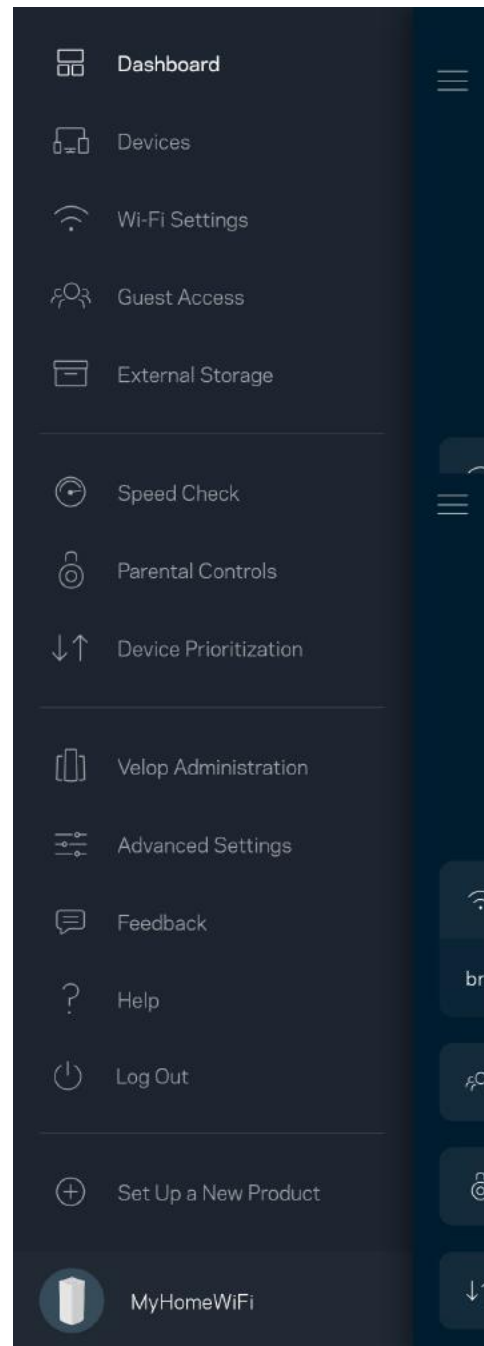 Dashboard
Devices
Wi-Fi Settings
Guest Access
External Storage
Speed Check
Parental Controls
Device Prioritization
Velop Administration
Advanced Settings
Feedback
Help
Log Out
Set Up a New Product
MyHomeWiFi